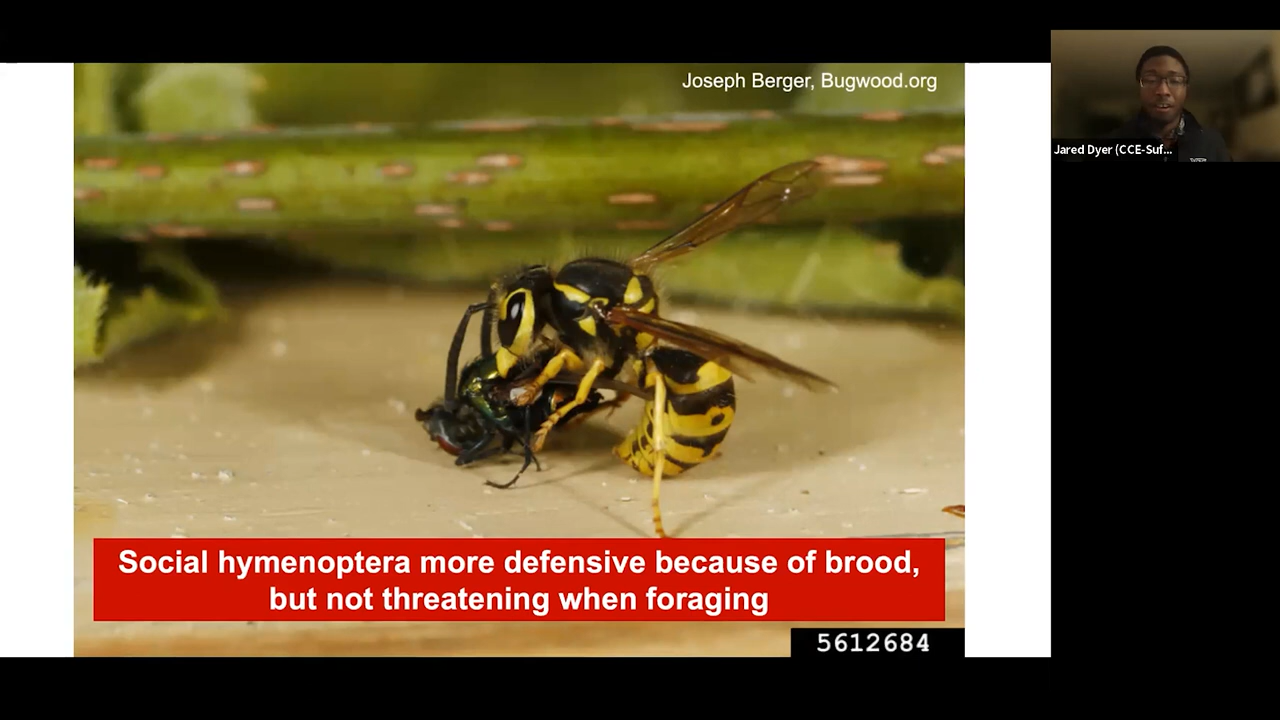 Joseph Berger, Bugwood.org
Jared Dyer (CCE-Suf...
Social hymenoptera more defensive because of brood,
but not threatening when foraging
5612684